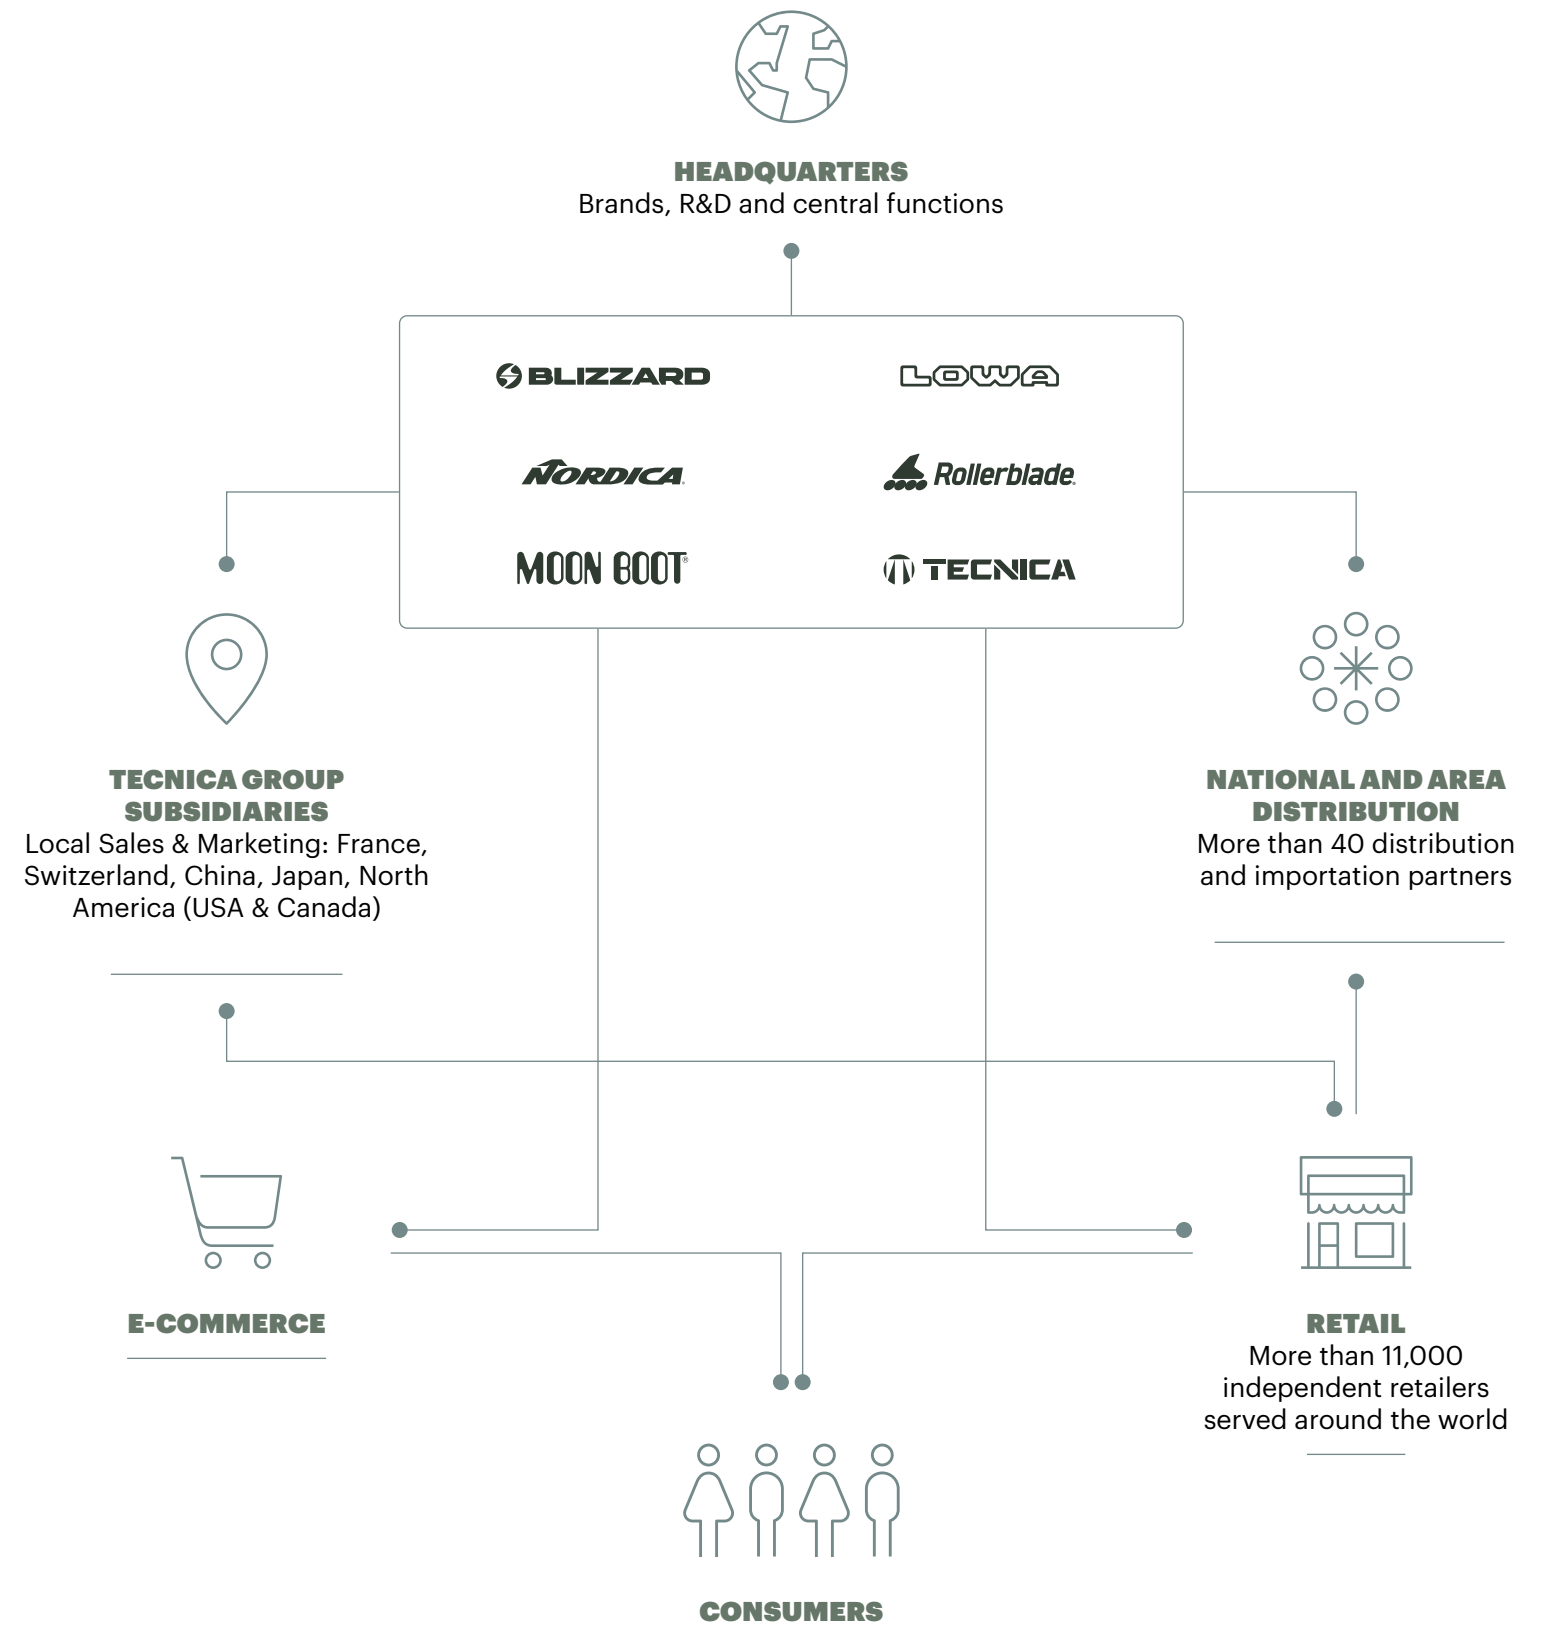 HEADQUARTERS
Brands, R&D and central functions
BLIZZARD
LOWA
NORDICA
Rollerblade
MOON BOOT®
TECNICA
TECNICA GROUP
SUBSIDIARIES
Local Sales & Marketing: France,
Switzerland, China, Japan, North
America (USA & Canada)
NATIONAL AND AREA
DISTRIBUTION
More than 40 distribution
and importation partners
E-COMMERCE
RETAIL
More than 11,000
independent retailers
served around the world
CONSUMERS